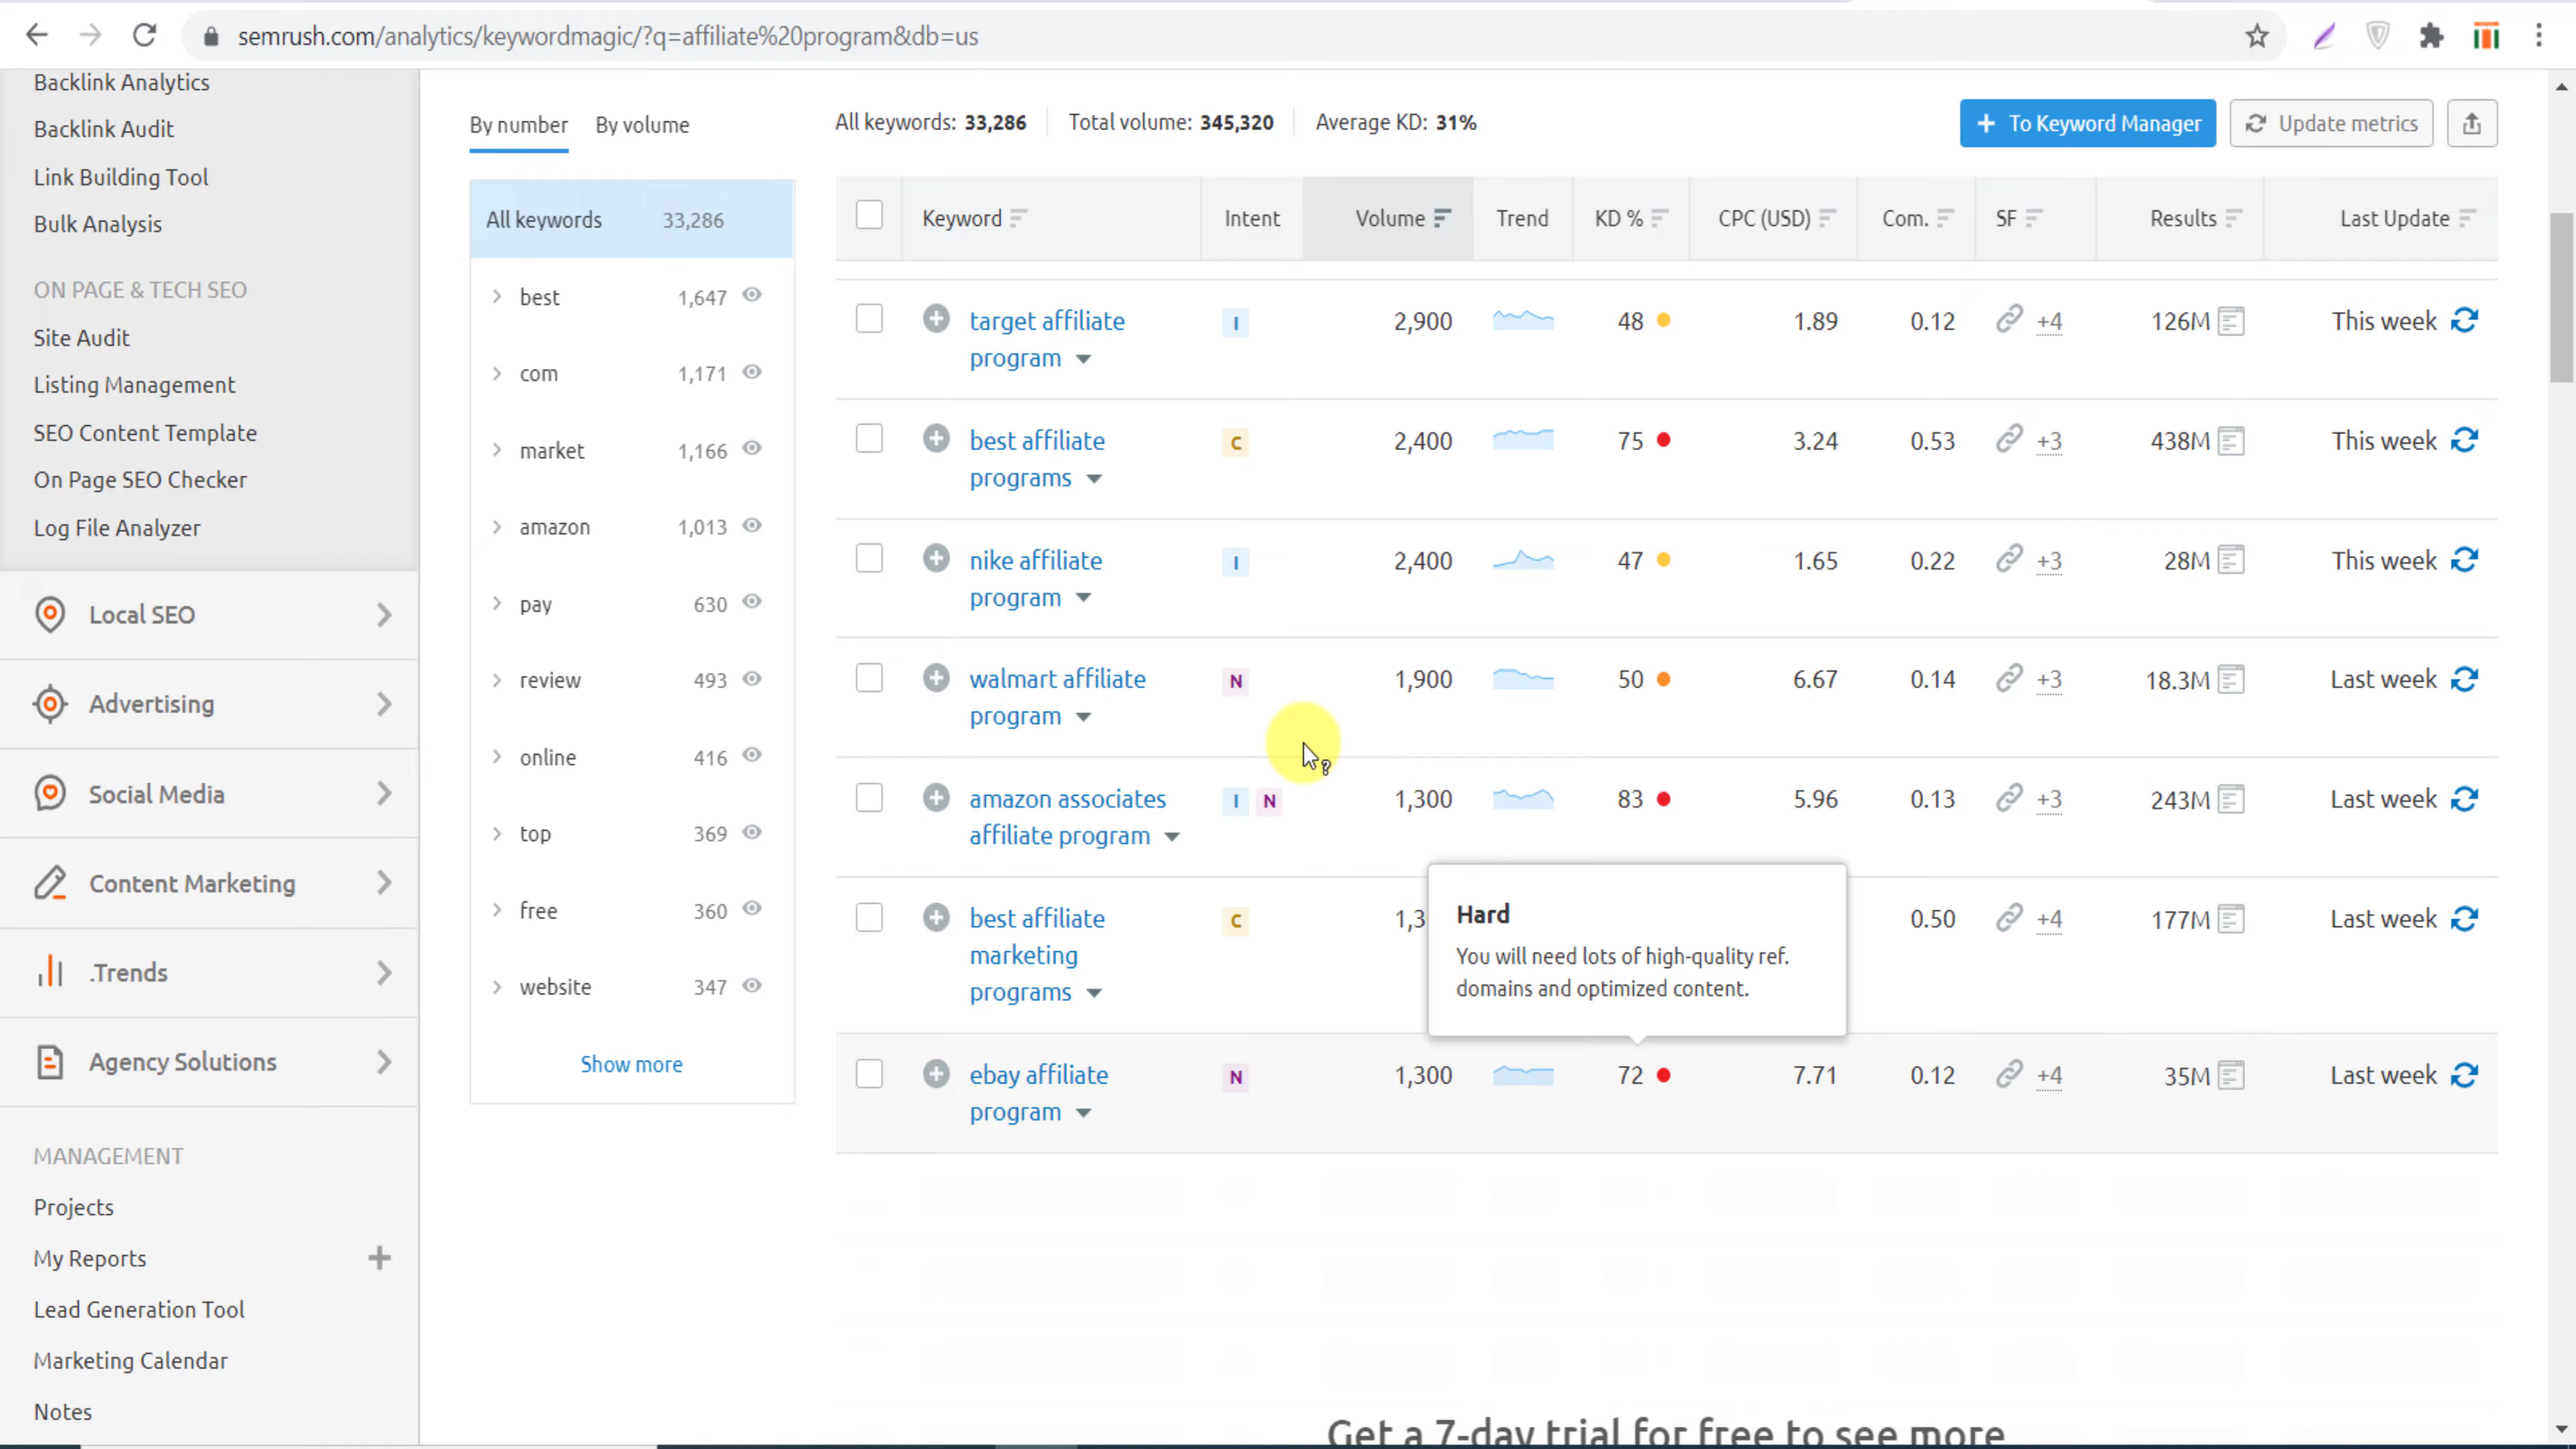 semrush.com/analytics/keywordmagic/?q=affiliate%20program&db=us
Backlink Analytics
Backlink Audit
Link Building Tool
Bulk Analysis
ON PAGE & TECH SEO
Site Audit
Listing Management
SEO Content Template
On Page SEO Checker
Log File Analyzer
Local SEO
Advertising
Social Media
Content Marketing
.Trends
Agency Solutions
MANAGEMENT
Projects
My Reports
Lead Generation Tool
Marketing Calendar
Notes
By number By volume
All keywords 33,286
best 1,647
com 1,171
market 1,166
amazon 1,013
pay 630
review 493
online 416
top 369
free 360
website 347
Show more
All keywords: 33,286 Total volume: 345,320 Average KD: 31%
+ To Keyword Manager Update metrics
Keyword Intent Volume Trend KD % CPC (USD) Com. SF Results Last Update
target affiliate I 2,900 48 1.89 0.12 +4 126M This week
program
best affiliate C 2,400 75 3.24 0.53 +3 438M This week
programs
nike affiliate I 2,400 47 1.65 0.22 +3 28M This week
program
walmart affiliate N 1,900 50 6.67 0.14 +3 18.3M Last week
program
amazon associates I N 1,300 83 5.96 0.13 +3 243M Last week
affiliate program
best affiliate C 1,3 0.50 +4 177M Last week
marketing
programs
Hard
You will need lots of high-quality ref.
domains and optimized content.
ebay affiliate N 1,300 72 7.71 0.12 +4 35M Last week
program
Get a 7-day trial for free to see more